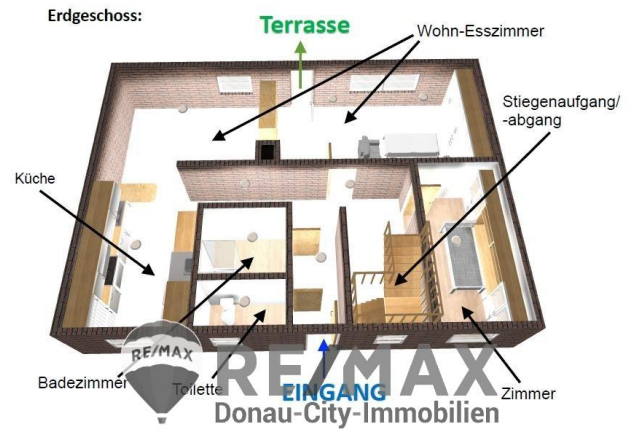 Erdgeschoss:
Terrasse
Wohn-Esszimmer
Stiegenaufgang/
-abgang
Küche
RE/MAX
Badezimmer
Toilette
EINGANG
RE/MAX
Zimmer
Donau-City-Immobilien